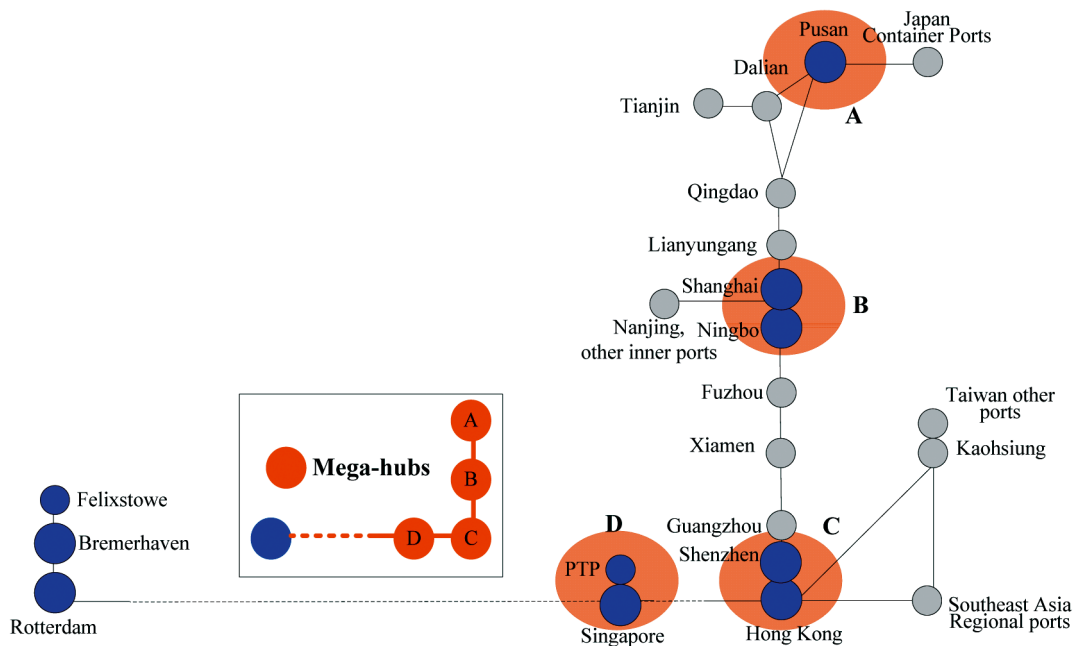 Pusan
Japan
Container Ports
Dalian
Tianjin
A
Qingdao
Lianyungang
Shanghai
B
Nanjing,
other inner ports
Ningbo
Fuzhou
Taiwan other
ports
A
Xiamen
Kaohsiung
Mega-hubs
B
Felixstowe
D
Guangzhou
C
Bremerhaven
D
C
Shenzhen
PTP
Rotterdam
Singapore
Hong Kong
Southeast Asia
Regional ports